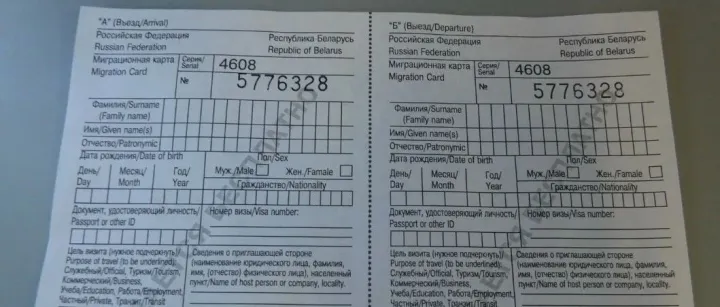 "А" (Въезд/Arrival)
Российская Федерация Республика Беларусь
Russian Federation Republic of Belarus
Миграционная карта Серия/ 4608
Migration Card Serial
№ 5776328
Фамилия/Surname
(Family name)
Имя/Given name(s)
Отчество/Patronymic
Дата рождения/Date of birth Пол/Sex
День/ Месяц/ Год/ Муж./Male Жен./Famale
Day Month Year Гражданство/Nationality
Документ, удостоверяющий личность/ Номер визы/Visa number:
Passport or other ID
Цель визита (нужное подчеркнуть)/ Сведения о приглашающей стороне
Purpose of travel (to be underlined): (наименование юридического лица, фамилия,
Служебный/Official, Туризм/Tourism, имя, (отчество) физического лица), населенный
Коммерческий/Business, пункт/Name of host person or company, locality:
Учеба/Education, Работа/Employment,
Частный/Private, Транзит/Transit
"Б" (Выезд/Departure)
Российская Федерация Республика Беларусь
Russian Federation Republic of Belarus
Миграционная карта Серия/ 4608
Migration Card Serial
№ 5776328
Фамилия/Surname
(Family name)
Имя/Given name(s)
Отчество/Patronymic
Дата рождения/Date of birth Пол/Sex
День/ Месяц/ Год/ Муж./Male Жен./Famale
Day Month Year Гражданство/Nationality
Документ, удостоверяющий личность/ Номер визы/Visa number:
Passport or other ID
Цель визита (нужное подчеркнуть)/ Сведения о приглашающей стороне
Purpose of travel (to be underlined): (наименование юридического лица, фамилия,
Служебный/Official, Туризм/Tourism, имя, (отчество) физического лица), населенный
Коммерческий/Business, пункт/Name of host person or company, locality:
Учеба/Education, Работа/Employment,
Частный/Private, Транзит/Transit